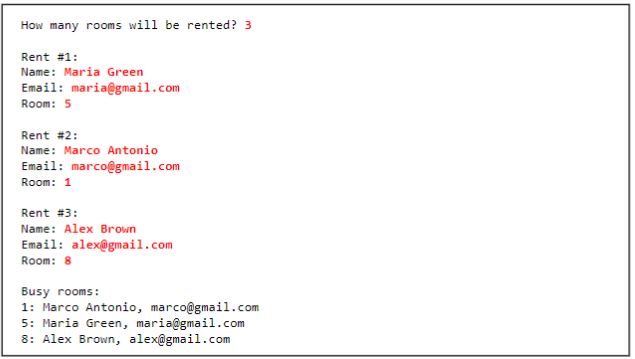 How many rooms will be rented? 3
Rent #1:
Name: Maria Green
Email: maria@gmail.com
Room: 5
Rent #2:
Name: Marco Antonio
Email: marco@gmail.com
Room: 1
Rent #3:
Name: Alex Brown
Email: alex@gmail.com
Room: 8
Busy rooms:
1: Marco Antonio, marco@gmail.com
5: Maria Green, maria@gmail.com
8: Alex Brown, alex@gmail.com